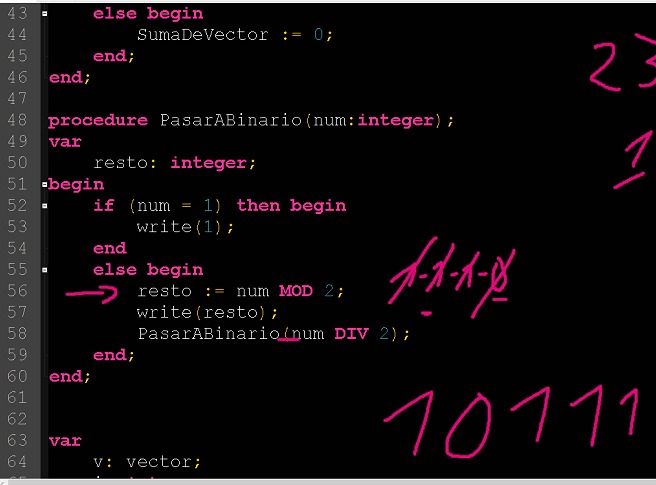 43 else begin
44 SumaDeVector := 0;
45 end;
46 end;
23
47
48 procedure PasarABinario(num:integer);
49 var
1
50 resto: integer;
51 begin
52 if (num = 1) then begin
53 write(1);
54 end
55 else begin
1-1-1-0
56 resto := num MOD 2;
57 write(resto);
58 PasarABinario(num DIV 2);
59 end;
60 end;
61
10111
62
63 var
64 v: vector;